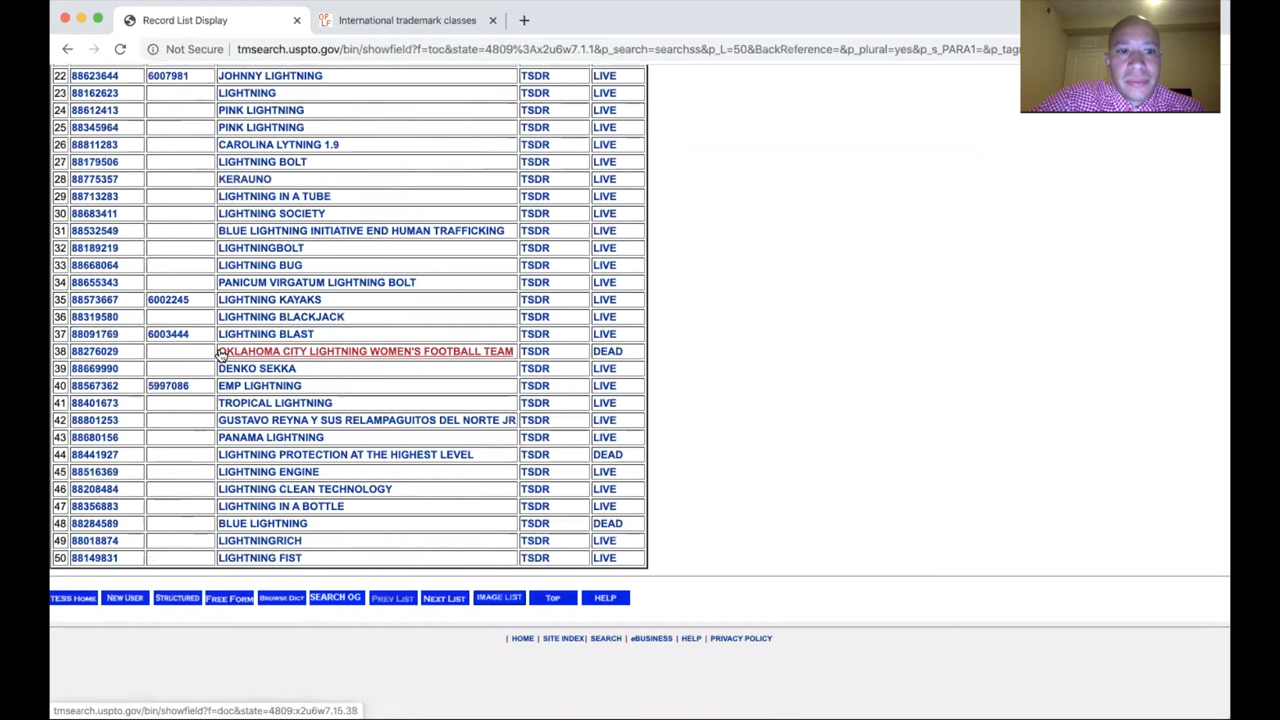 Record List Display
OP LF International trademark classes
Not Secure tmsearch.uspto.gov/bin/showfield?f=toc&state=4809%3Ax2u6w7.1.1&p_search=searchss&p_L=50&BackReference=&p_plural=yes&p_s_PARA1=&p_tag
22 88623644 6007981 JOHNNY LIGHTNING TSDR LIVE
23 88162623 LIGHTNING TSDR LIVE
24 88612413 PINK LIGHTNING TSDR LIVE
25 88345964 PINK LIGHTNING TSDR LIVE
26 88811283 CAROLINA LYTNING 1.9 TSDR LIVE
27 88179506 LIGHTNING BOLT TSDR LIVE
28 88775357 KERAUNO TSDR LIVE
29 88713283 LIGHTNING IN A TUBE TSDR LIVE
30 88683411 LIGHTNING SOCIETY TSDR LIVE
31 88532549 BLUE LIGHTNING INITIATIVE END HUMAN TRAFFICKING TSDR LIVE
32 88189219 LIGHTNINGBOLT TSDR LIVE
33 88668064 LIGHTNING BUG TSDR LIVE
34 88655343 PANICUM VIRGATUM LIGHTNING BOLT TSDR LIVE
35 88573667 6002245 LIGHTNING KAYAKS TSDR LIVE
36 88319580 LIGHTNING BLACKJACK TSDR LIVE
37 88091769 6003444 LIGHTNING BLAST TSDR LIVE
38 88276029 OKLAHOMA CITY LIGHTNING WOMEN'S FOOTBALL TEAM TSDR DEAD
39 88669990 DENKO SEKKA TSDR LIVE
40 88567362 5997086 EMP LIGHTNING TSDR LIVE
41 88401673 TROPICAL LIGHTNING TSDR LIVE
42 88801253 GUSTAVO REYNA Y SUS RELAMPAGUITOS DEL NORTE JR TSDR LIVE
43 88680156 PANAMA LIGHTNING TSDR LIVE
44 88441927 LIGHTNING PROTECTION AT THE HIGHEST LEVEL TSDR DEAD
45 88516369 LIGHTNING ENGINE TSDR LIVE
46 88208484 LIGHTNING CLEAN TECHNOLOGY TSDR LIVE
47 88356883 LIGHTNING IN A BOTTLE TSDR LIVE
48 88284589 BLUE LIGHTNING TSDR DEAD
49 88018874 LIGHTNINGRICH TSDR LIVE
50 88149831 LIGHTNING FIST TSDR LIVE
TESS HOME NEW USER STRUCTURED FREE FORM BROWSE DICT SEARCH OG PREV LIST NEXT LIST IMAGE LIST TOP HELP
| HOME | SITE INDEX| SEARCH | eBUSINESS | HELP | PRIVACY POLICY
tmsearch.uspto.gov/bin/showfield?f=doc&state=4809:x2u6w7.15.38